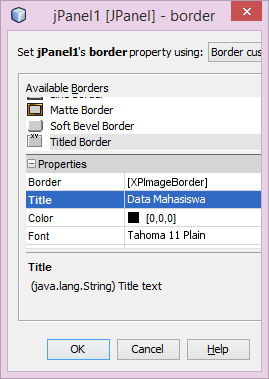 jPanel1 [JPanel] - border
Set jPanel1's border property using: Border cus
Available Borders
Matte Border
Soft Bevel Border
Titled Border
Properties
Border [XPImageBorder]
Title Data Mahasiswa
Color [0,0,0]
Font Tahoma 11 Plain
Title
(java.lang.String) Title text
OK Cancel Help